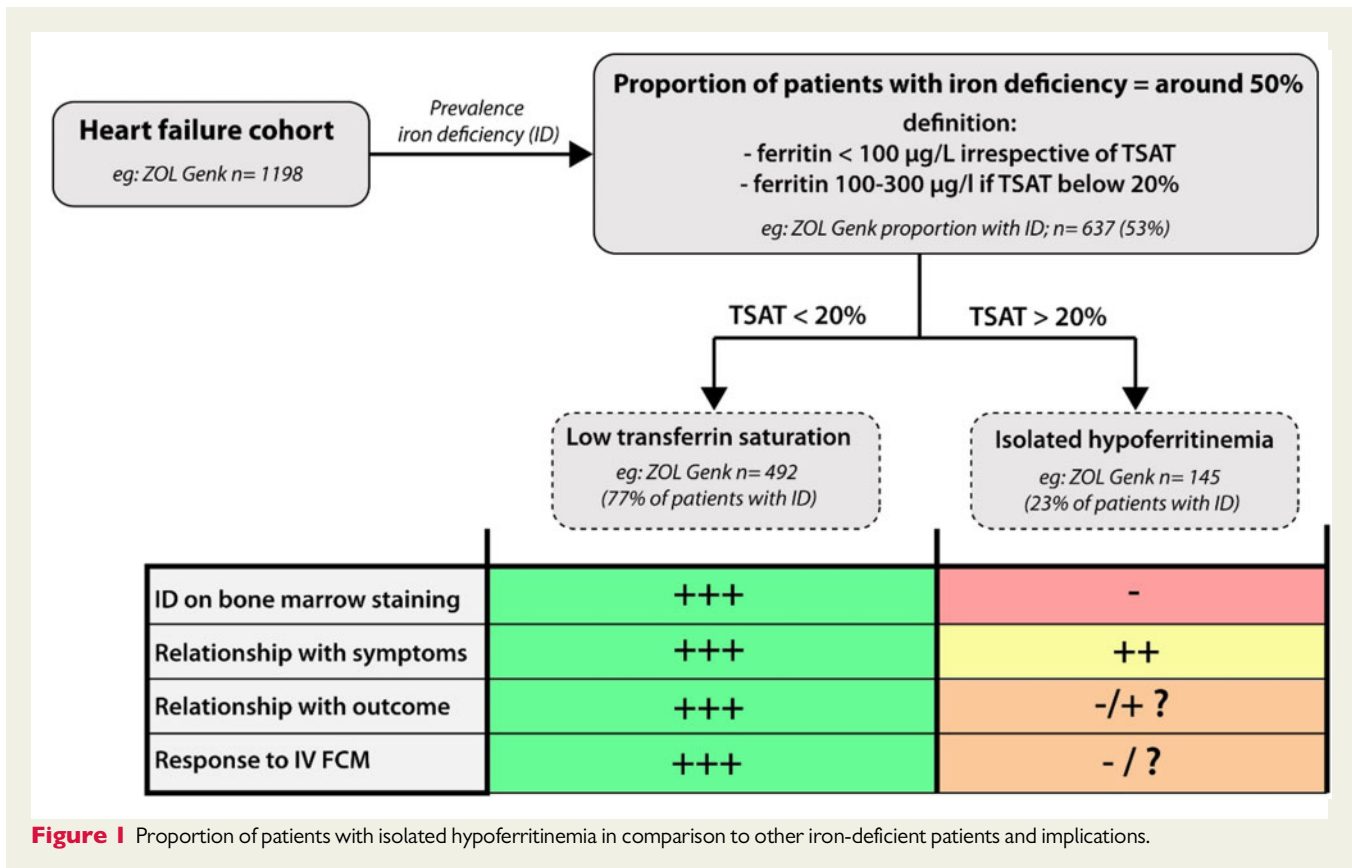 Heart failure cohort
eg: ZOL Genk n= 1198
Prevalence
iron deficiency (ID)
Proportion of patients with iron deficiency = around 50%
definition:
- ferritin < 100 µg/L irrespective of TSAT
- ferritin 100-300 µg/l if TSAT below 20%
eg: ZOL Genk proportion with ID; n= 637 (53%)
TSAT < 20%
TSAT > 20%
Low transferrin saturation
eg: ZOL Genk n= 492
(77% of patients with ID)
Isolated hypoferritinemia
eg: ZOL Genk n= 145
(23% of patients with ID)
ID on bone marrow staining
+++
-
Relationship with symptoms
+++
++
Relationship with outcome
+++
-/+ ?
Response to IV FCM
+++
- / ?
Figure 1 Proportion of patients with isolated hypoferritinemia in comparison to other iron-deficient patients and implications.